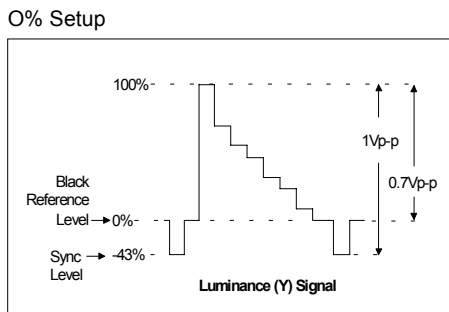 O% Setup
100%
1Vp-p
0.7Vp-p
Black
Reference
Level
0%
Sync
Level
-43%
Luminance (Y) Signal